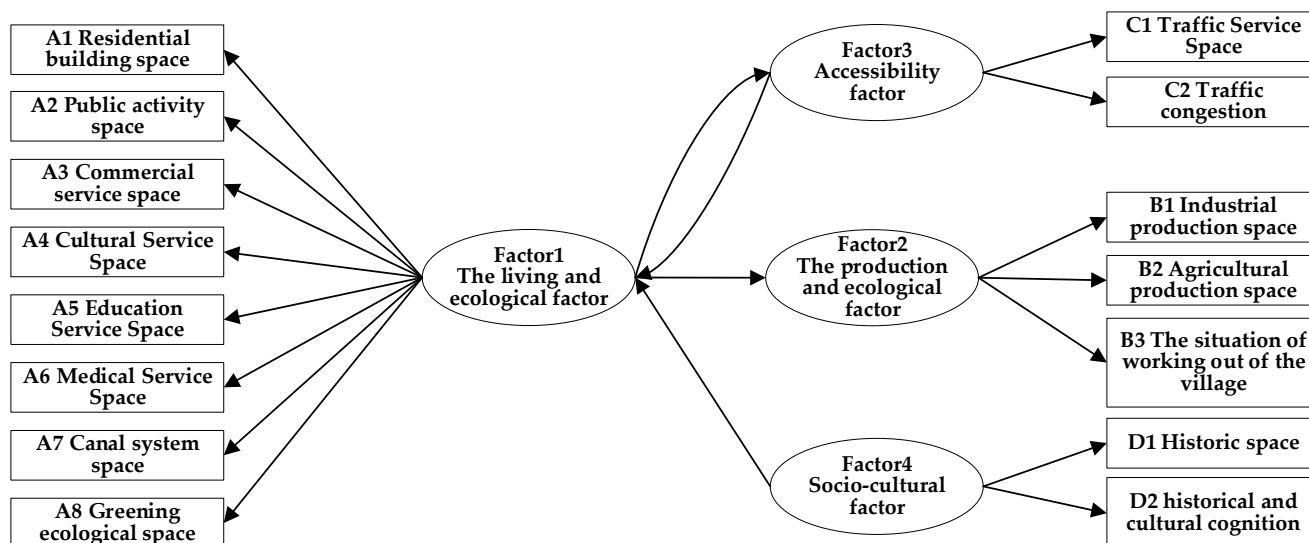 A1 Residential
building space
A2 Public activity
space
A3 Commercial
service space
A4 Cultural Service
Space
A5 Education
Service Space
A6 Medical Service
Space
A7 Canal system
space
A8 Greening
ecological space
Factor1
The living and
ecological factor
Factor3
Accessibility
factor
Factor2
The production
and ecological
factor
Factor4
Socio-cultural
factor
C1 Traffic Service
Space
C2 Traffic
congestion
B1 Industrial
production space
B2 Agricultural
production space
B3 The situation of
working out of the
village
D1 Historic space
D2 historical and
cultural cognition